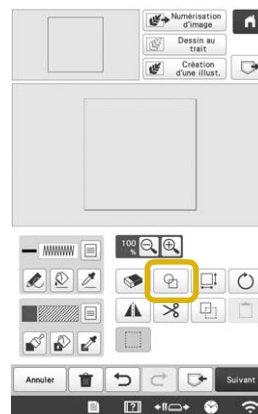 Numérisation
d'image
Dessin au
trait
Création
d'une illust.
100
%
Annuler
Suivant